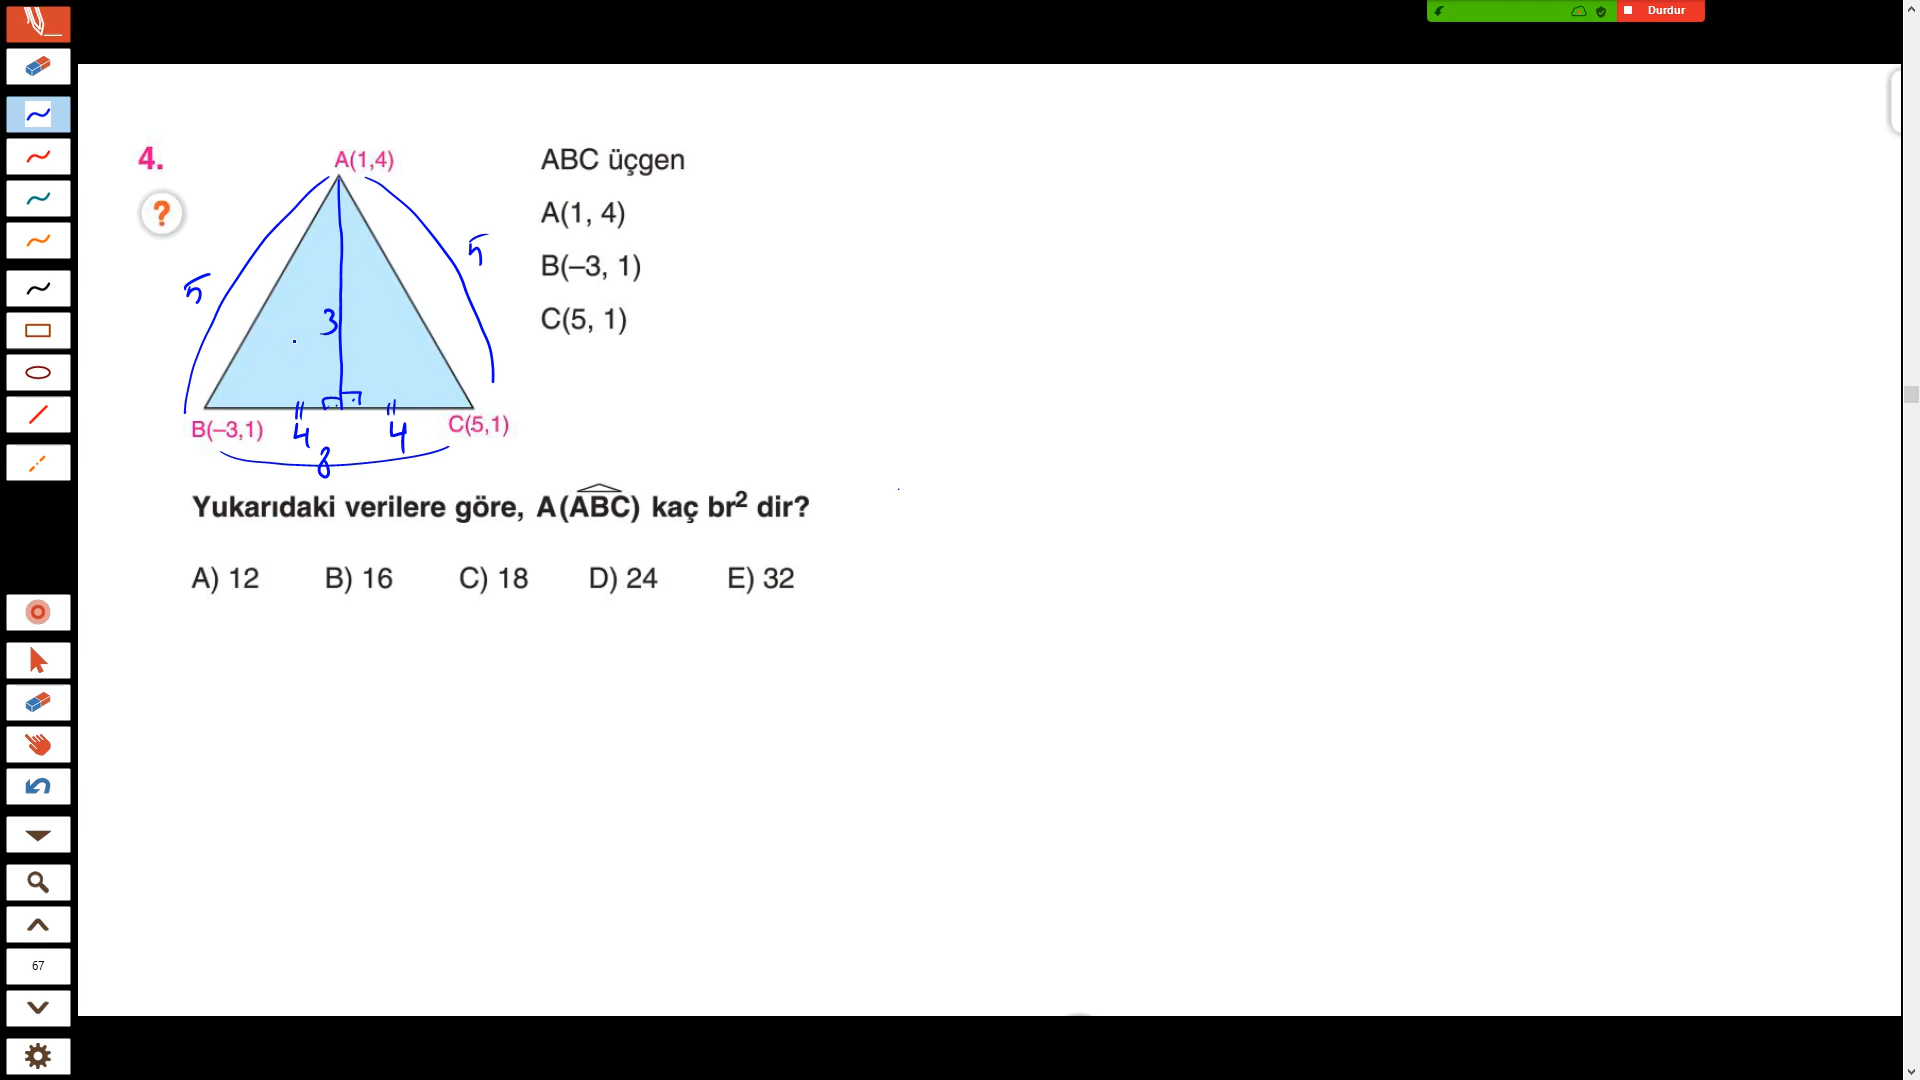 Durdur
4.
A(1,4)
ABC üçgen
A(1, 4)
B(–3, 1)
C(5, 1)
5
5
3
B(–3,1)
4
4
C(5,1)
8
Yukarıdaki verilere göre, A(ABC) kaç br² dir?
A) 12 B) 16 C) 18 D) 24 E) 32
67